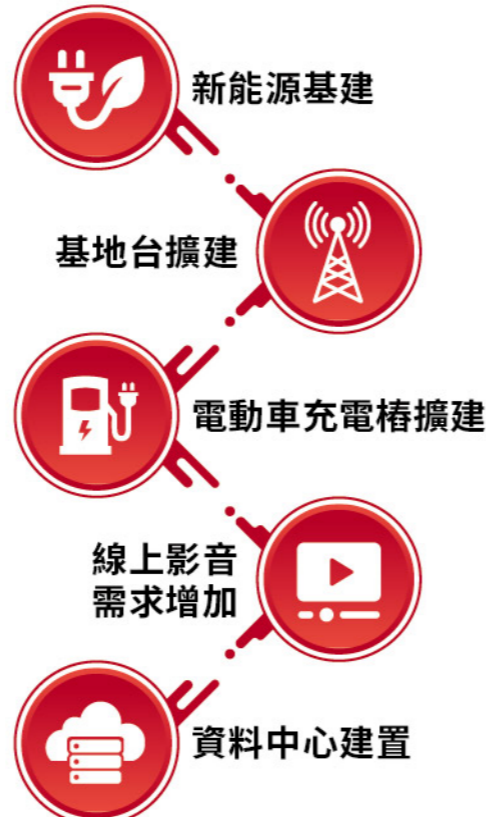 新能源基建
基地台擴建
電動車充電樁擴建
線上影音
需求增加
資料中心建置